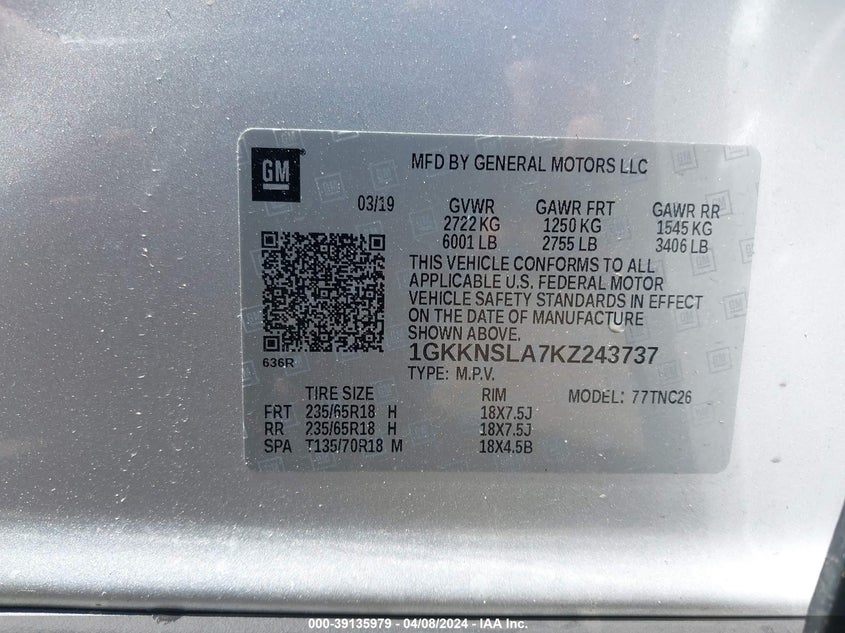 GM
MFD BY GENERAL MOTORS LLC
03/19 GVWR GAWR FRT GAWR RR
2722 KG 1250 KG 1545 KG
6001 LB 2755 LB 3406 LB
THIS VEHICLE CONFORMS TO ALL
APPLICABLE U.S. FEDERAL MOTOR
VEHICLE SAFETY STANDARDS IN EFFECT
ON THE DATE OF MANUFACTURE
SHOWN ABOVE.
636R
1GKKNSLA7KZ243737
TYPE: M.P.V.
TIRE SIZE RIM MODEL: 77TNC26
FRT 235/65R18 H 18X7.5J
RR 235/65R18 H 18X7.5J
SPA T135/70R18 M 18X4.5B
000-39135979 - 04/08/2024 - IAA Inc.